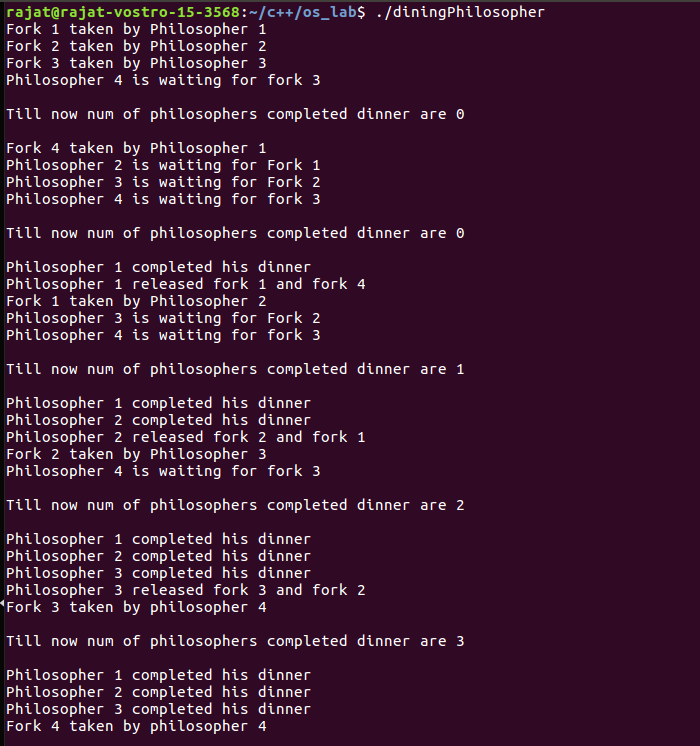 rajat@rajat-vostro-15-3568:~/c++/os_lab$ ./diningPhilosopher
Fork 1 taken by Philosopher 1
Fork 2 taken by Philosopher 2
Fork 3 taken by Philosopher 3
Philosopher 4 is waiting for fork 3
Till now num of philosophers completed dinner are 0
Fork 4 taken by Philosopher 1
Philosopher 2 is waiting for Fork 1
Philosopher 3 is waiting for Fork 2
Philosopher 4 is waiting for fork 3
Till now num of philosophers completed dinner are 0
Philosopher 1 completed his dinner
Philosopher 1 released fork 1 and fork 4
Fork 1 taken by Philosopher 2
Philosopher 3 is waiting for Fork 2
Philosopher 4 is waiting for fork 3
Till now num of philosophers completed dinner are 1
Philosopher 1 completed his dinner
Philosopher 2 completed his dinner
Philosopher 2 released fork 2 and fork 1
Fork 2 taken by Philosopher 3
Philosopher 4 is waiting for fork 3
Till now num of philosophers completed dinner are 2
Philosopher 1 completed his dinner
Philosopher 2 completed his dinner
Philosopher 3 completed his dinner
Philosopher 3 released fork 3 and fork 2
Fork 3 taken by philosopher 4
Till now num of philosophers completed dinner are 3
Philosopher 1 completed his dinner
Philosopher 2 completed his dinner
Philosopher 3 completed his dinner
Fork 4 taken by philosopher 4